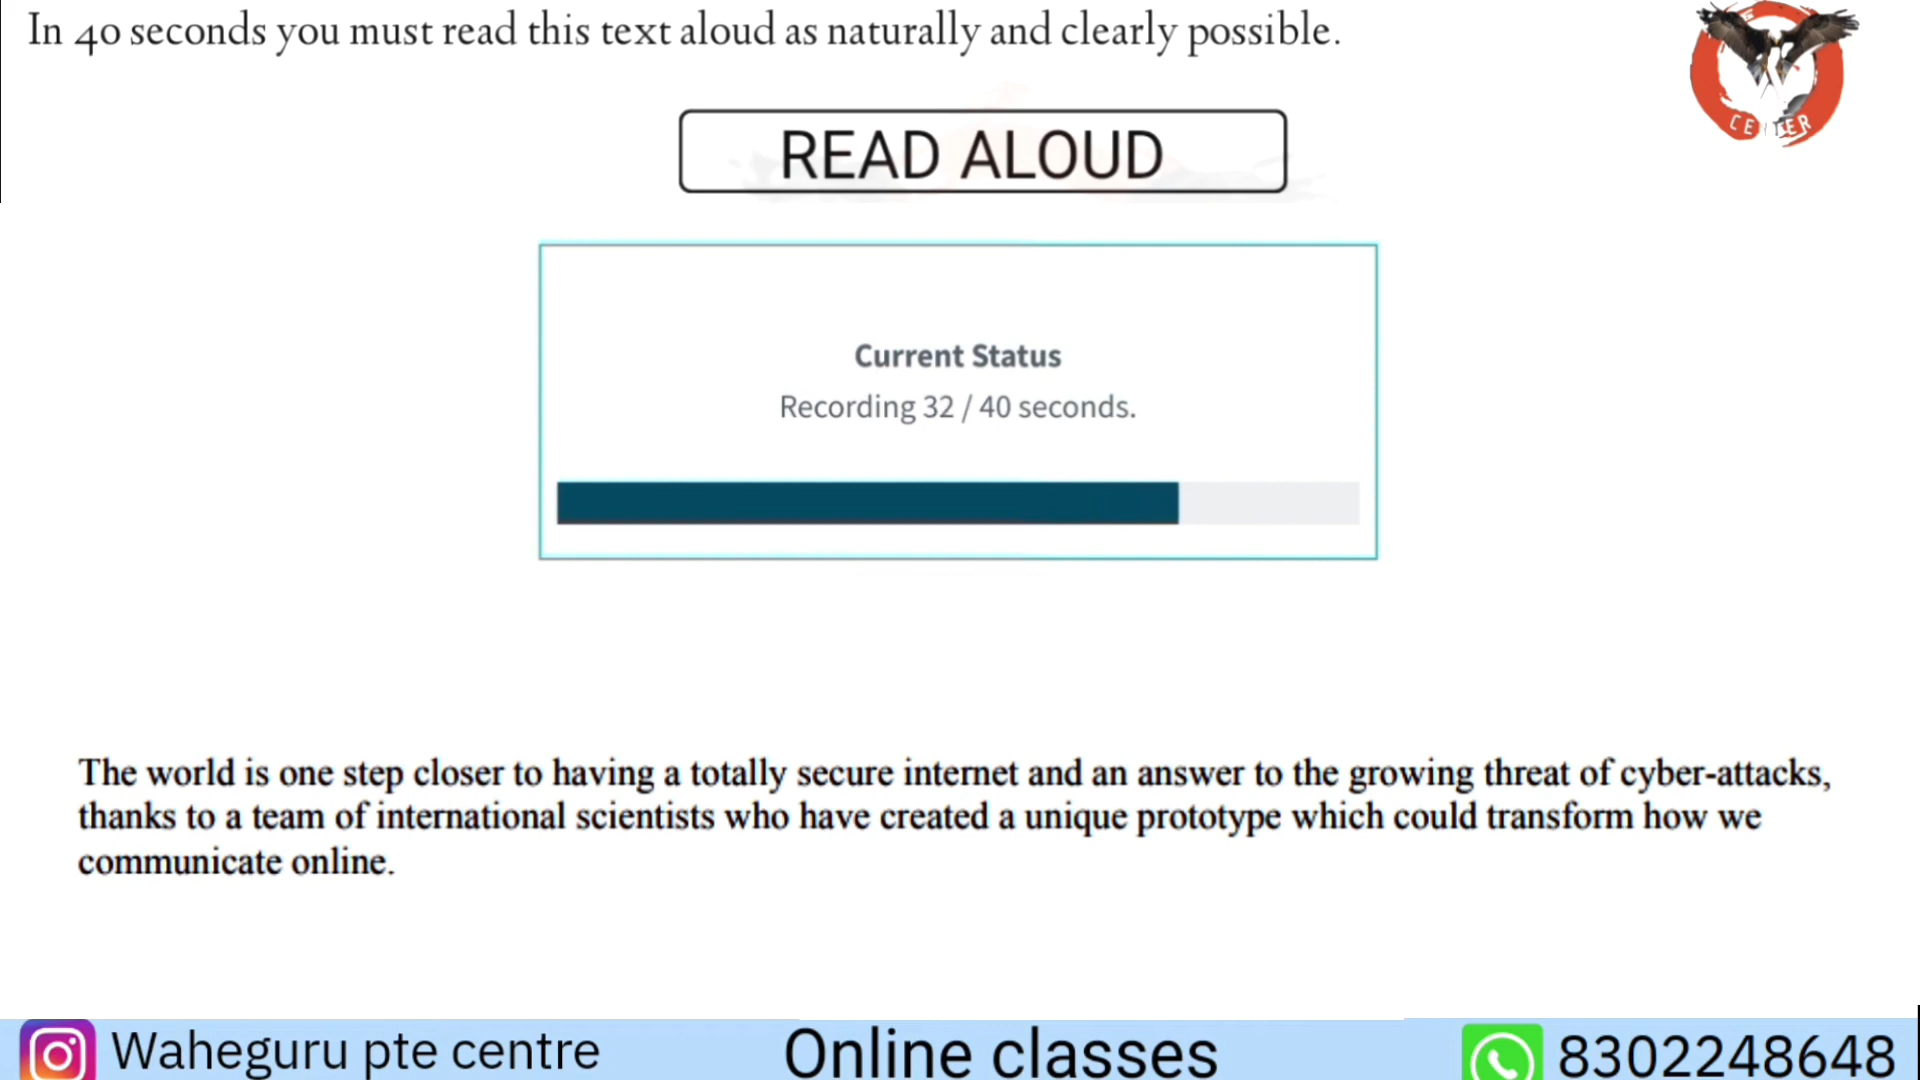 In 40 seconds you must read this text aloud as naturally and clearly possible.
READ ALOUD
Current Status
Recording 32 / 40 seconds.
The world is one step closer to having a totally secure internet and an answer to the growing threat of cyber-attacks,
thanks to a team of international scientists who have created a unique prototype which could transform how we
communicate online.
Waheguru pte centre
Online classes
8302248648